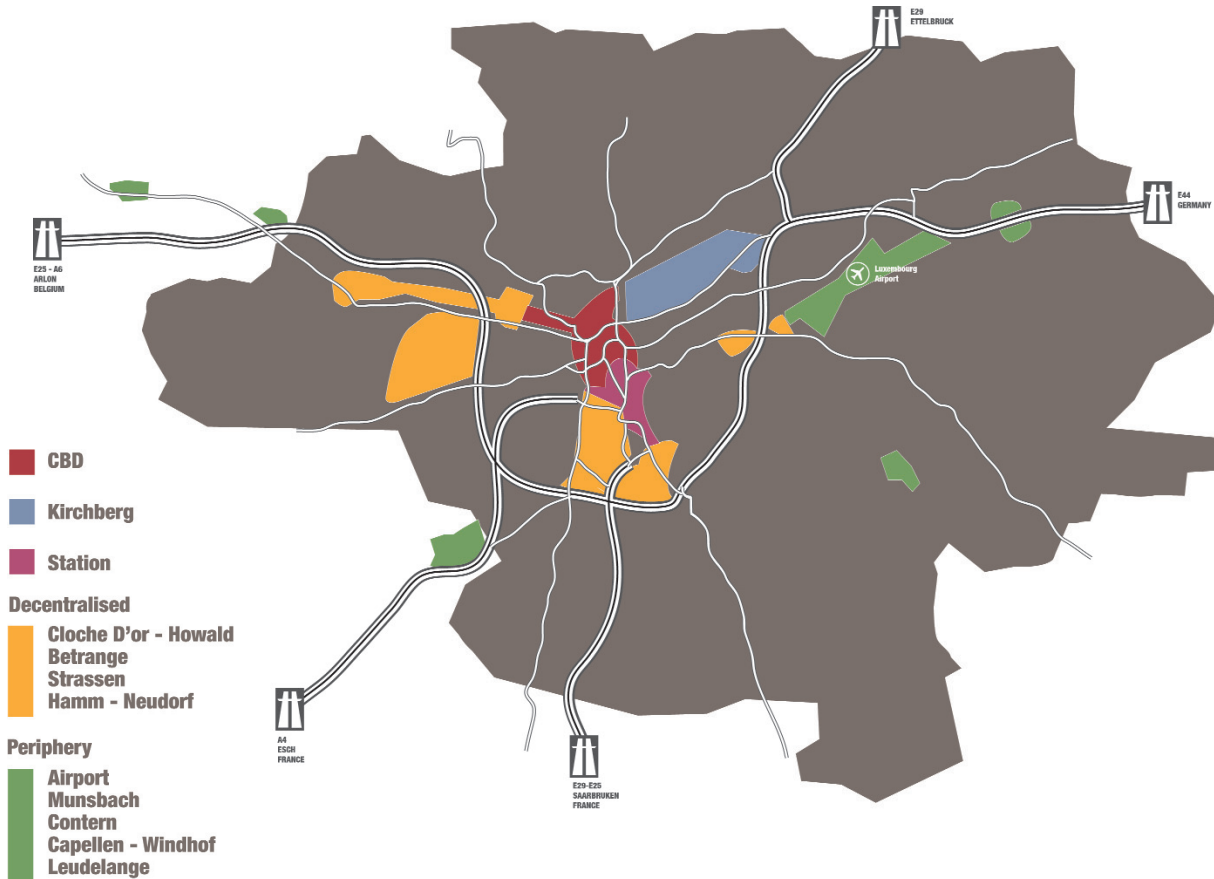 E29
ETTELBRUCK
E44
GERMANY
E25 - A6
ARLON
BELGIUM
Luxembourg
Airport
CBD
Kirchberg
Station
Decentralised
Cloche D'or - Howald
Betrange
Strassen
Hamm - Neudorf
A4
ESCH
FRANCE
E29-E25
SAARBRUKEN
FRANCE
Periphery
Airport
Munsbach
Contern
Capellen - Windhof
Leudelange